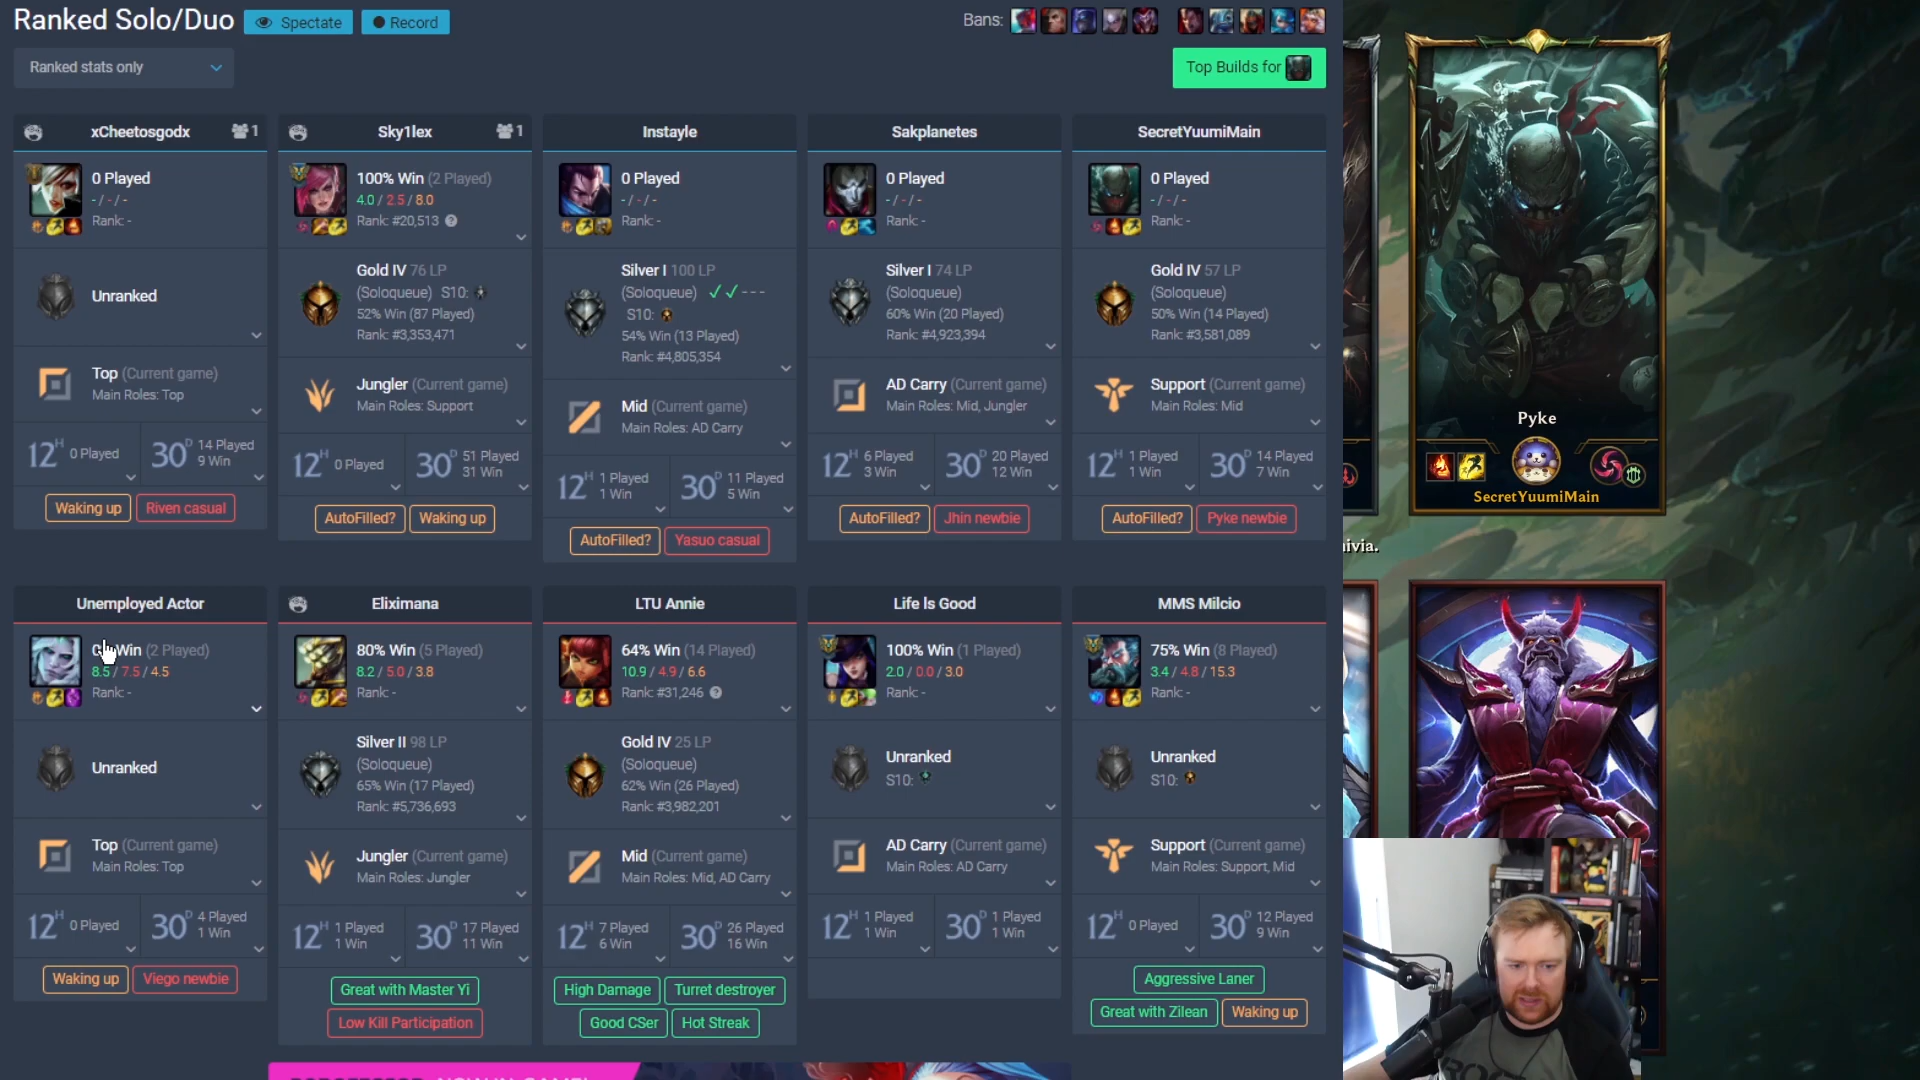 Ranked Solo/Duo
Spectate
Record
Bans:
Ranked stats only
Top Builds for
xCheetosgodx
1
0 Played
- / - / -
Rank: -
Unranked
Top (Current game)
Main Roles: Top
12H 0 Played
30D 14 Played
9 Win
Waking up
Riven casual
Sky1lex
1
100% Win (2 Played)
4.0 / 2.5 / 8.0
Rank: #20,513
Gold IV 76 LP
(Soloqueue) S10:
52% Win (87 Played)
Rank: #3,353,471
Jungler (Current game)
Main Roles: Support
12H 0 Played
30D 51 Played
31 Win
AutoFilled?
Waking up
Instayle
0 Played
- / - / -
Rank: -
Silver I 100 LP
(Soloqueue) ✓✓---
S10:
54% Win (13 Played)
Rank: #4,805,354
Mid (Current game)
Main Roles: AD Carry
12H 1 Played
1 Win
30D 11 Played
5 Win
AutoFilled?
Yasuo casual
Sakplanetes
0 Played
- / - / -
Rank: -
Silver I 74 LP
(Soloqueue)
60% Win (20 Played)
Rank: #4,923,394
AD Carry (Current game)
Main Roles: Mid, Jungler
12H 6 Played
3 Win
30D 20 Played
12 Win
AutoFilled?
Jhin newbie
SecretYuumiMain
0 Played
- / - / -
Rank: -
Gold IV 57 LP
(Soloqueue)
50% Win (14 Played)
Rank: #3,581,089
Support (Current game)
Main Roles: Mid
12H 1 Played
1 Win
30D 14 Played
7 Win
AutoFilled?
Pyke newbie
Pyke
SecretYuumiMain
ivia.
Unemployed Actor
Win (2 Played)
8.5 / 7.5 / 4.5
Rank: -
Unranked
Top (Current game)
Main Roles: Top
12H 0 Played
30D 4 Played
1 Win
Waking up
Viego newbie
Eliximana
80% Win (5 Played)
8.2 / 5.0 / 3.8
Rank: -
Silver II 98 LP
(Soloqueue)
65% Win (17 Played)
Rank: #5,736,693
Jungler (Current game)
Main Roles: Jungler
12H 1 Played
1 Win
30D 17 Played
11 Win
Great with Master Yi
Low Kill Participation
LTU Annie
64% Win (14 Played)
10.9 / 4.9 / 6.6
Rank: #31,246
Gold IV 25 LP
(Soloqueue)
62% Win (26 Played)
Rank: #3,982,201
Mid (Current game)
Main Roles: Mid, AD Carry
12H 7 Played
6 Win
30D 26 Played
16 Win
High Damage
Turret destroyer
Good CSer
Hot Streak
Life Is Good
100% Win (1 Played)
2.0 / 0.0 / 3.0
Rank: -
Unranked
S10:
AD Carry (Current game)
Main Roles: AD Carry
12H 1 Played
1 Win
30D 1 Played
1 Win
MMS Milcio
75% Win (8 Played)
3.4 / 4.8 / 15.3
Rank: -
Unranked
S10:
Support (Current game)
Main Roles: Support, Mid
12H 0 Played
30D 12 Played
9 Win
Aggressive Laner
Great with Zilean
Waking up